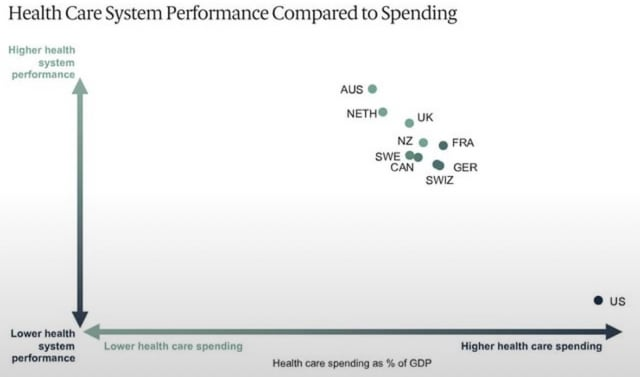 Health Care System Performance Compared to Spending
Higher health
system
performance
AUS
NETH
UK
NZ
FRA
SWE
CAN
GER
SWIZ
US
Lower health
system
performance
Lower health care spending
Higher health care spending
Health care spending as % of GDP